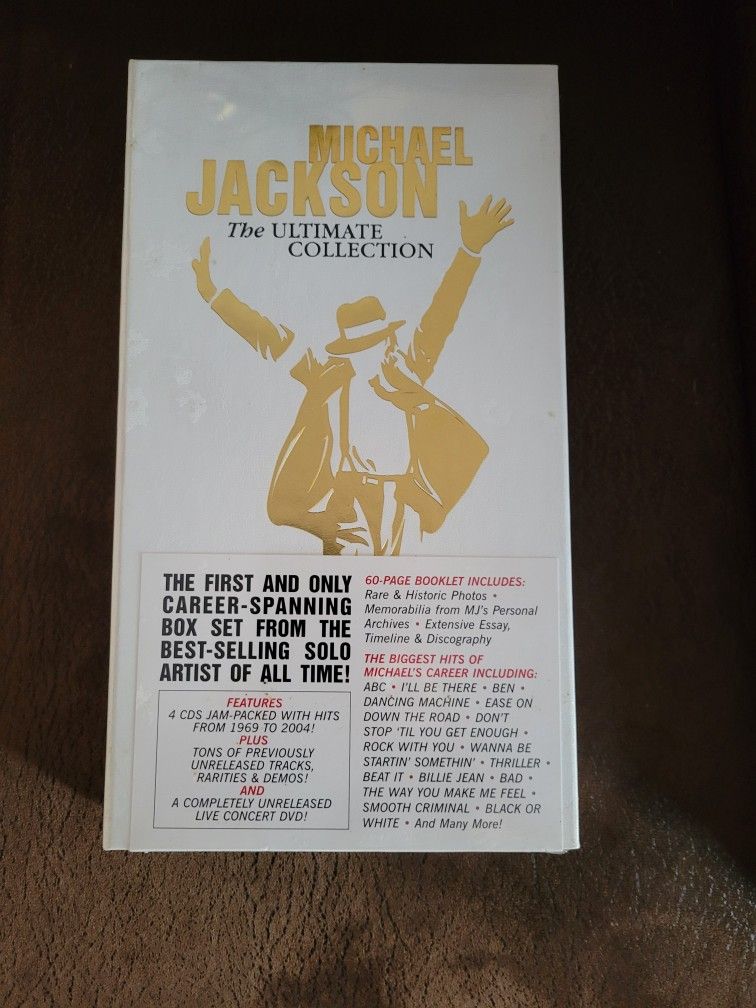 MICHAEL
JACKSON
The ULTIMATE
COLLECTION
THE FIRST AND ONLY
CAREER-SPANNING
BOX SET FROM THE
BEST-SELLING SOLO
ARTIST OF ALL TIME!
FEATURES
4 CDS JAM-PACKED WITH HITS
FROM 1969 TO 2004!
PLUS
TONS OF PREVIOUSLY
UNRELEASED TRACKS,
RARITIES & DEMOS!
AND
A COMPLETELY UNRELEASED
LIVE CONCERT DVD!
60-PAGE BOOKLET INCLUDES:
Rare & Historic Photos •
Memorabilia from MJ's Personal
Archives • Extensive Essay,
Timeline & Discography
THE BIGGEST HITS OF
MICHAEL'S CAREER INCLUDING:
ABC • I'LL BE THERE • BEN •
DANCING MACHINE • EASE ON
DOWN THE ROAD • DON'T
STOP 'TIL YOU GET ENOUGH •
ROCK WITH YOU • WANNA BE
STARTIN' SOMETHIN' • THRILLER •
BEAT IT • BILLIE JEAN • BAD •
THE WAY YOU MAKE ME FEEL •
SMOOTH CRIMINAL • BLACK OR
WHITE • And Many More!